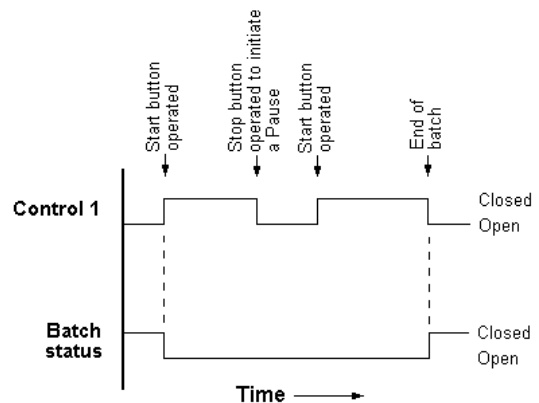 Start button
operated
Stop button
operated to initiate
a Pause
Start button
operated
End of
batch
Control 1
Closed
Open
Batch
status
Closed
Open
Time